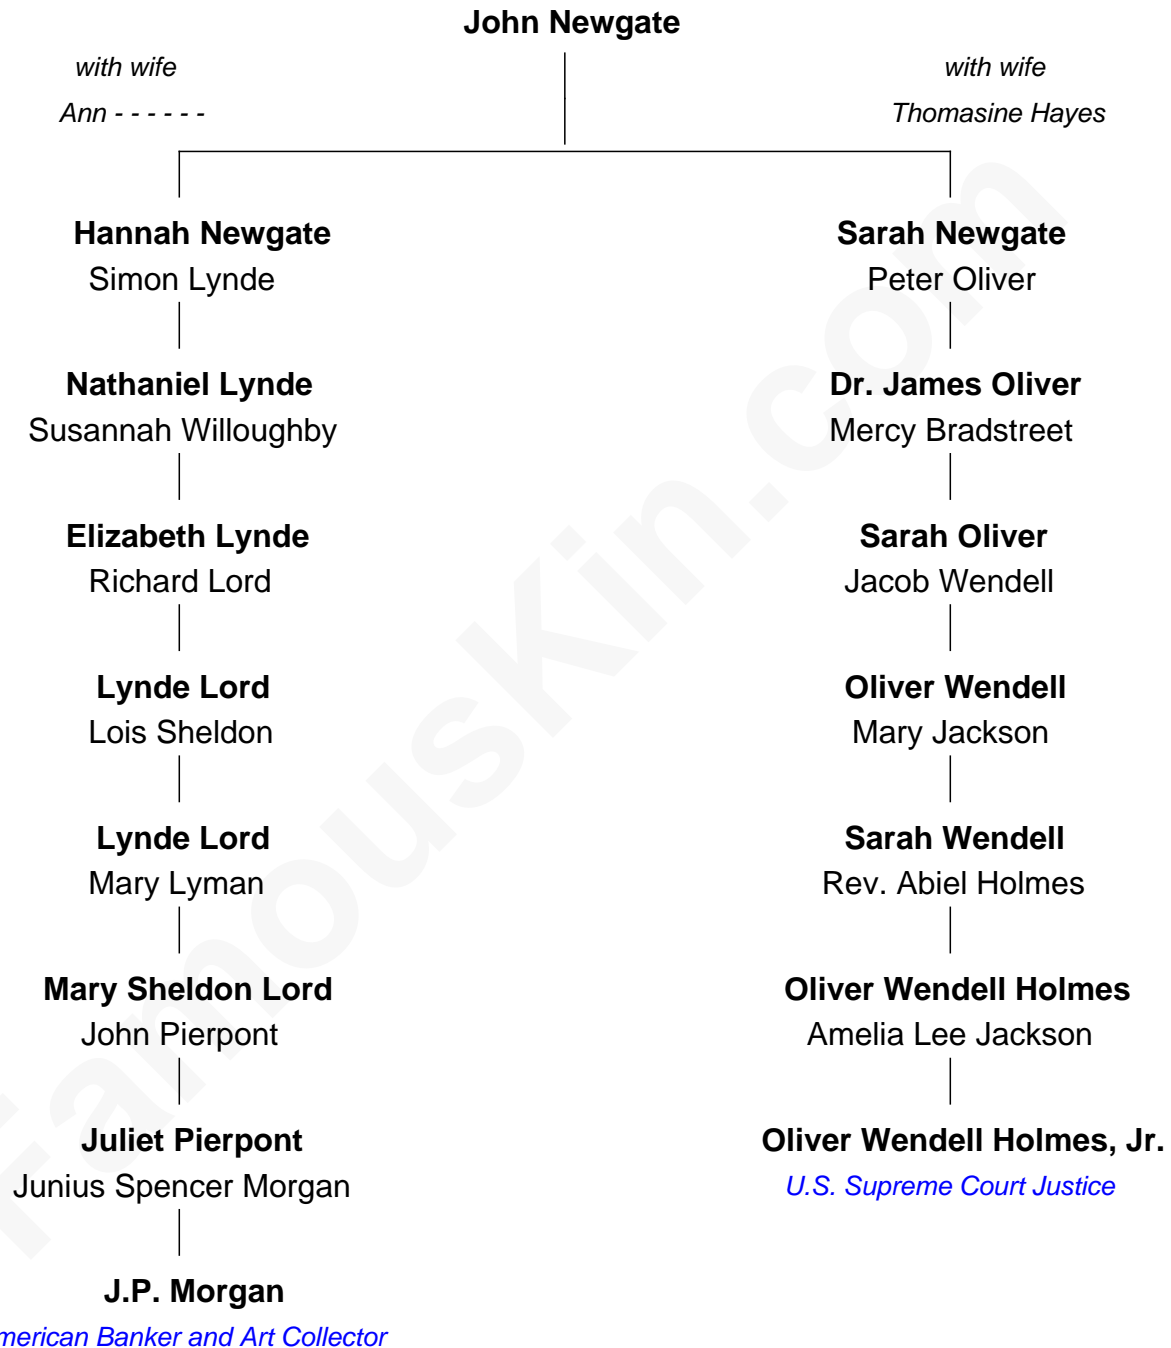 John Newgate
with wife
Ann - - - - - -
with wife
Thomasine Hayes
Hannah Newgate
Simon Lynde
Nathaniel Lynde
Susannah Willoughby
Elizabeth Lynde
Richard Lord
Lynde Lord
Lois Sheldon
Lynde Lord
Mary Lyman
Mary Sheldon Lord
John Pierpont
Juliet Pierpont
Junius Spencer Morgan
J.P. Morgan
merican Banker and Art Collector
Sarah Newgate
Peter Oliver
Dr. James Oliver
Mercy Bradstreet
Sarah Oliver
Jacob Wendell
Oliver Wendell
Mary Jackson
Sarah Wendell
Rev. Abiel Holmes
Oliver Wendell Holmes
Amelia Lee Jackson
Oliver Wendell Holmes, Jr.
U.S. Supreme Court Justice
FamousKin.com